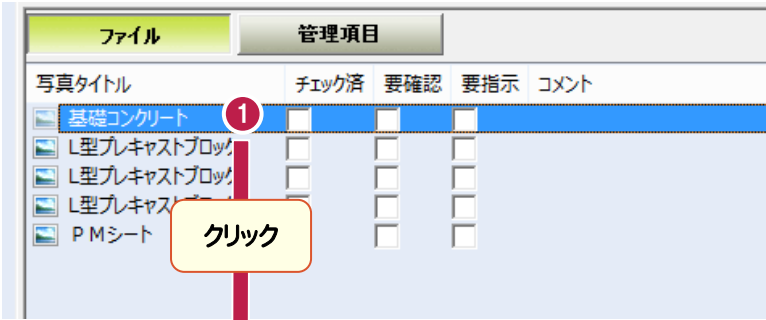 ファイル 管理項目
写真タイトル チェック済 要確認 要指示 コメント
基礎コンクリート 1
L型プレキャストブロック
L型プレキャストブロック
L型プレキャスト
PMシート
クリック